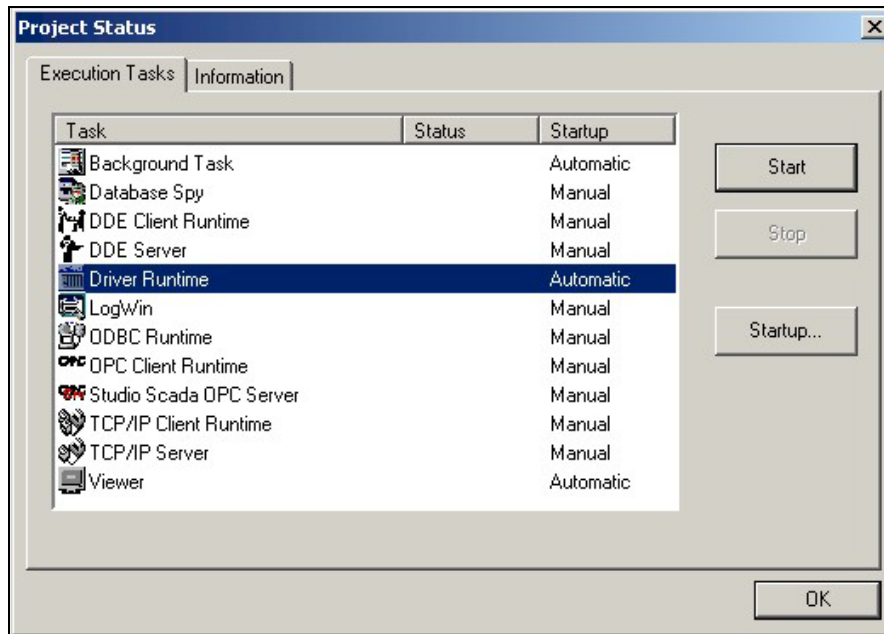 Project Status
Execution Tasks Information
Task Status Startup
Background Task Automatic
Database Spy Manual
DDE Client Runtime Manual
DDE Server Manual
Driver Runtime Automatic
LogWin Manual
ODBC Runtime Manual
OPC Client Runtime Manual
Studio Scada OPC Server Manual
TCP/IP Client Runtime Manual
TCP/IP Server Manual
Viewer Automatic
Start
Stop
Startup...
OK